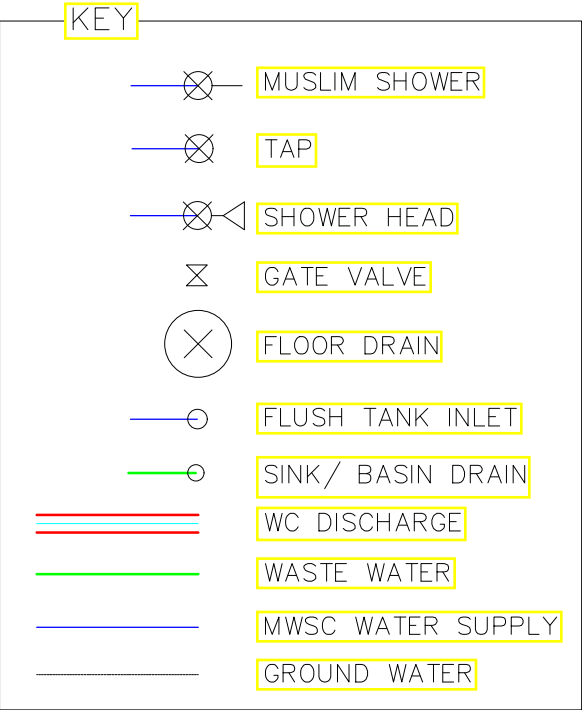 KEY
MUSLIM SHOWER
TAP
SHOWER HEAD
GATE VALVE
FLOOR DRAIN
FLUSH TANK INLET
SINK/ BASIN DRAIN
WC DISCHARGE
WASTE WATER
MWSC WATER SUPPLY
GROUND WATER